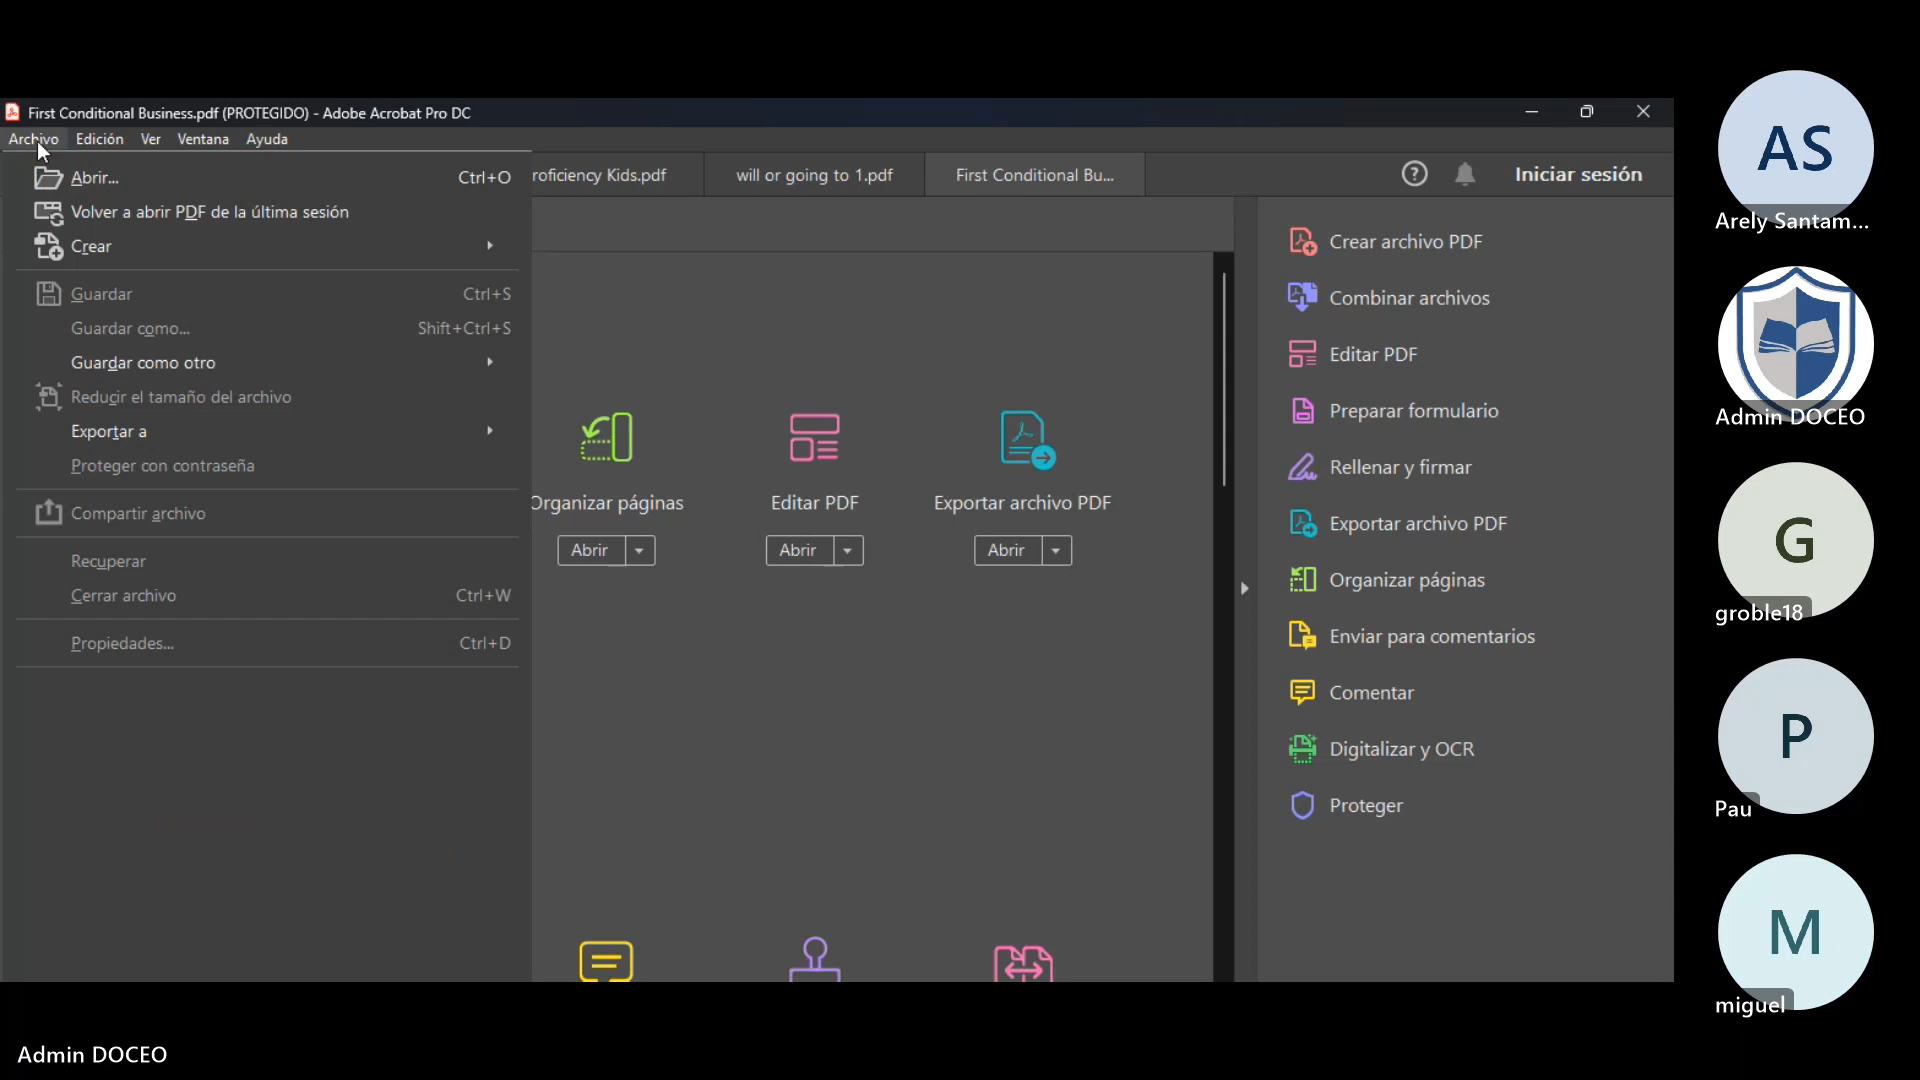 First Conditional Business.pdf (PROTEGIDO) - Adobe Acrobat Pro DC
Archivo Edición Ver Ventana Ayuda
roficiency Kids.pdf will or going to 1.pdf First Conditional Bu... Iniciar sesión
Abrir... Ctrl+O
Volver a abrir PDF de la última sesión
Crear
Guardar Ctrl+S
Guardar como... Shift+Ctrl+S
Guardar como otro
Reducir el tamaño del archivo
Exportar a
Proteger con contraseña
Compartir archivo
Recuperar
Cerrar archivo Ctrl+W
Propiedades... Ctrl+D
Organizar páginas Editar PDF Exportar archivo PDF
Abrir Abrir Abrir
Crear archivo PDF
Combinar archivos
Editar PDF
Preparar formulario
Rellenar y firmar
Exportar archivo PDF
Organizar páginas
Enviar para comentarios
Comentar
Digitalizar y OCR
Proteger
AS
Arely Santam...
Admin DOCEO
G
groble18
P
Pau
M
miguel
Admin DOCEO